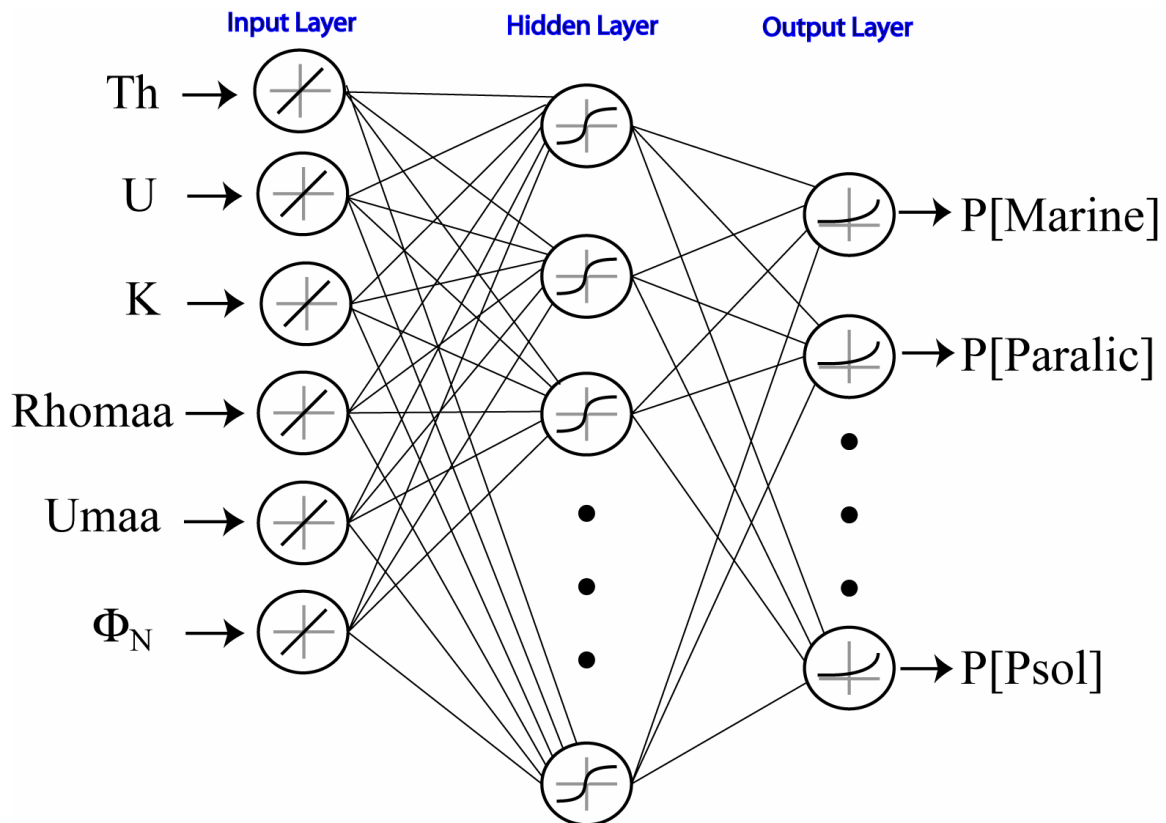 Input Layer
Hidden Layer
Output Layer
Th
U
K
Rhomaa
Umaa
ΦN
P[Marine]
P[Paralic]
P[Psol]